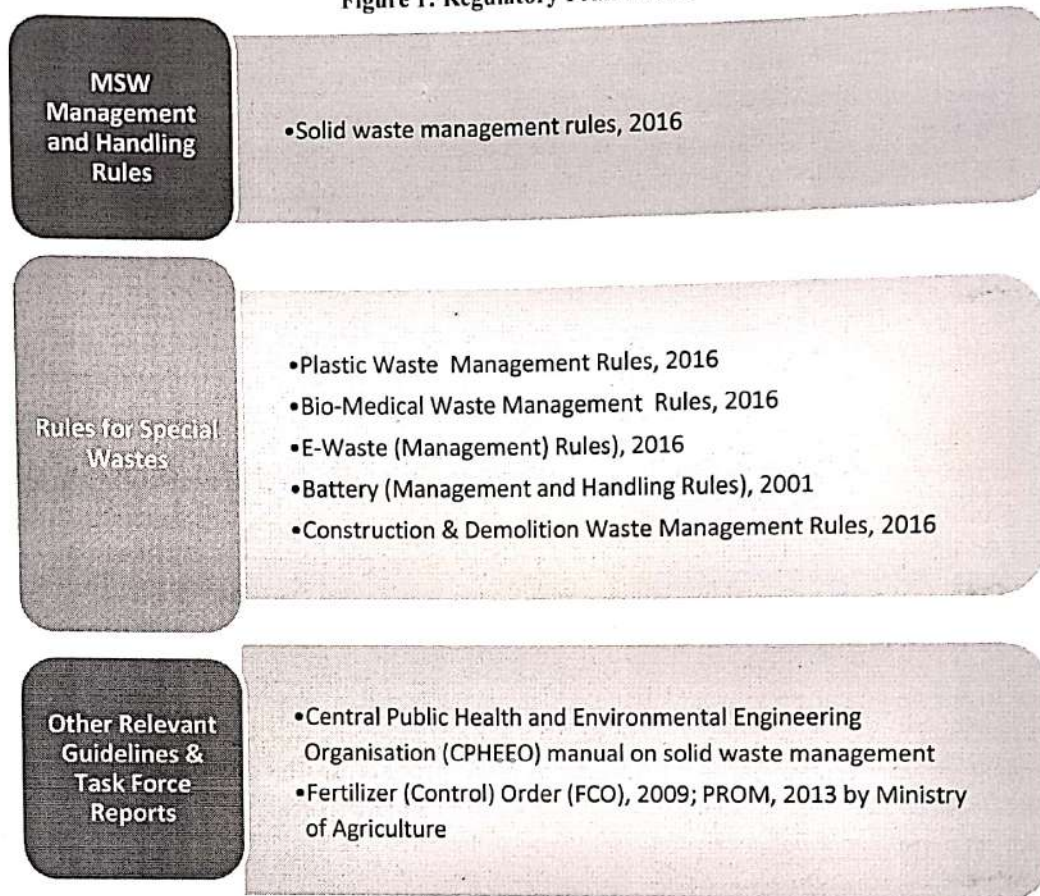 Figure 1: Regulatory
MSW
Management
and Handling
Rules
•Solid waste management rules, 2016
Rules for Special
Wastes
•Plastic Waste Management Rules, 2016
•Bio-Medical Waste Management Rules, 2016
•E-Waste (Management) Rules), 2016
•Battery (Management and Handling Rules), 2001
•Construction & Demolition Waste Management Rules, 2016
Other Relevant
Guidelines &
Task Force
Reports
•Central Public Health and Environmental Engineering
Organisation (CPHEEO) manual on solid waste management
•Fertilizer (Control) Order (FCO), 2009; PROM, 2013 by Ministry
of Agriculture